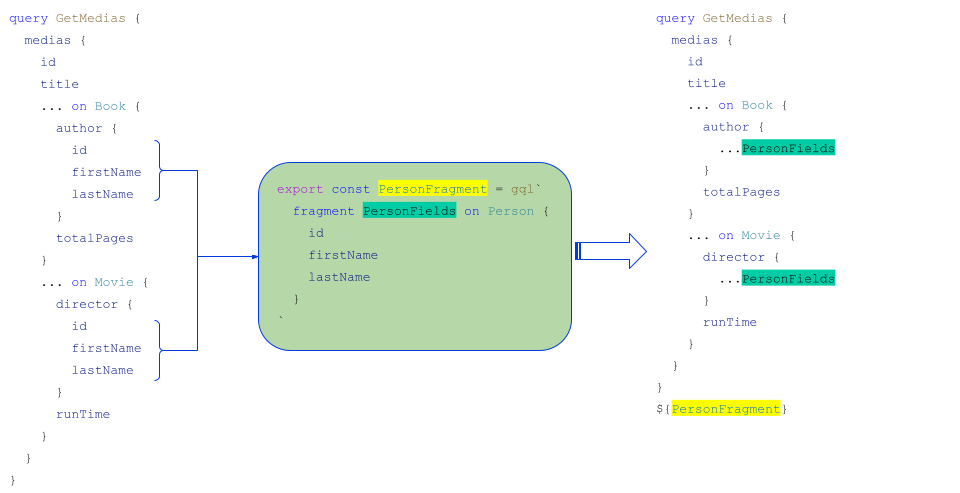 query GetMedias {
  medias {
    id
    title
    ... on Book {
      author {
        id
        firstName
        lastName
      }
      totalPages
    }
    ... on Movie {
      director {
        id
        firstName
        lastName
      }
      runTime
    }
  }
}
export const PersonFragment = gql`
  fragment PersonFields on Person {
    id
    firstName
    lastName
  }
`
query GetMedias {
  medias {
    id
    title
    ... on Book {
      author {
        ...PersonFields
      }
      totalPages
    }
    ... on Movie {
      director {
        ...PersonFields
      }
      runTime
    }
  }
}
${PersonFragment}